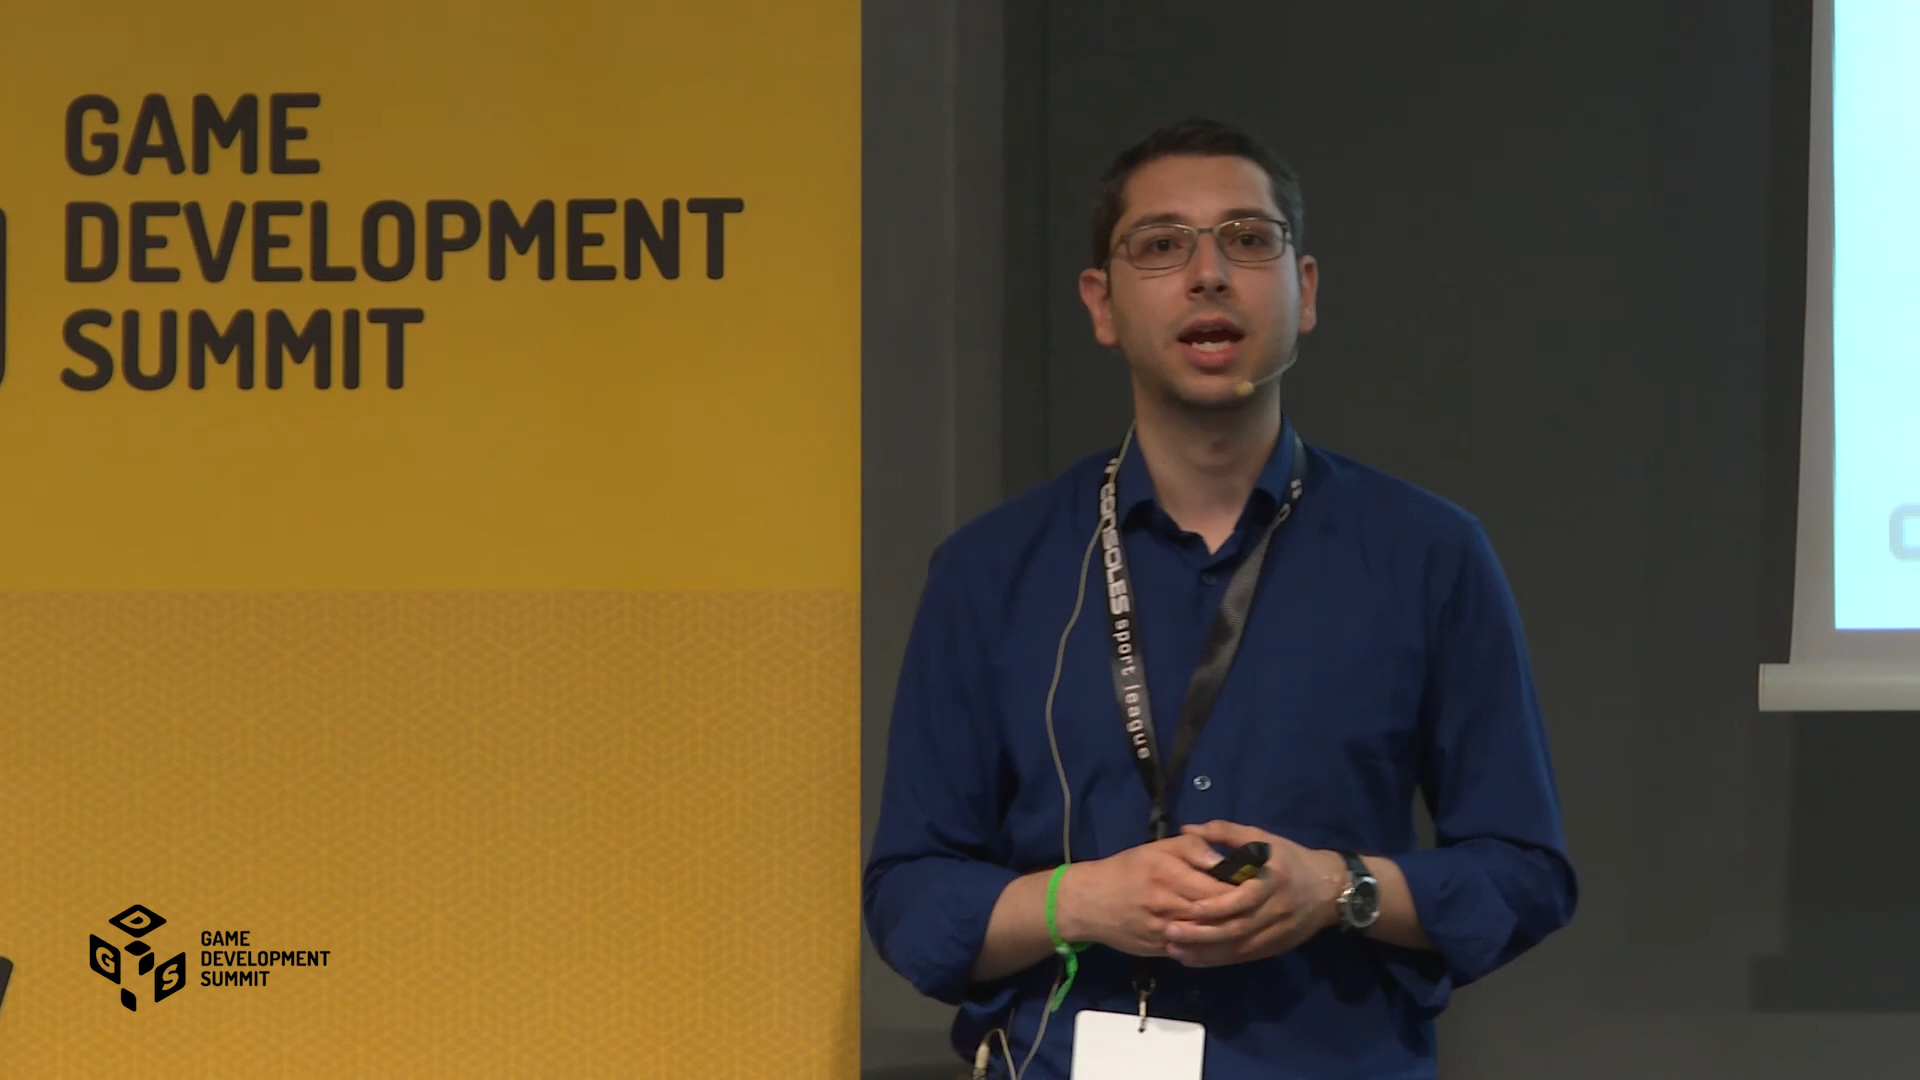 GAME
DEVELOPMENT
SUMMIT
CONSOLES sport league
D
G S
GAME
DEVELOPMENT
SUMMIT